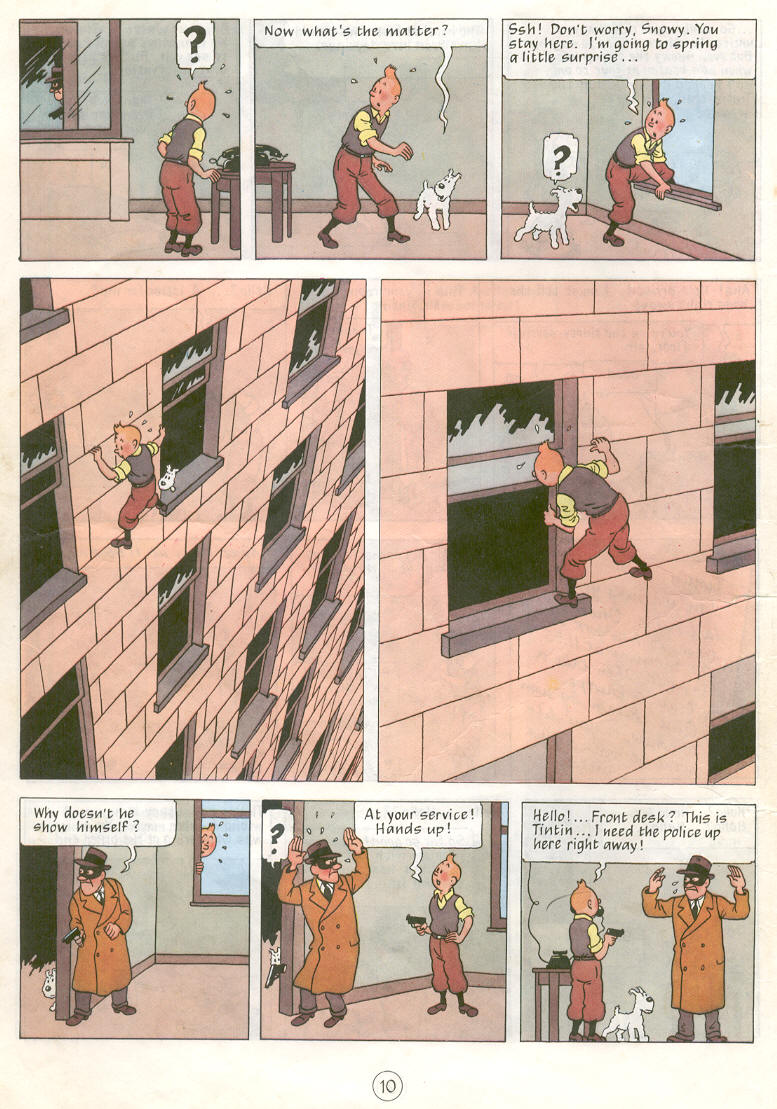 ?
Now what's the matter?
Ssh! Don't worry, Snowy. You
stay here. I'm going to spring
a little surprise...
?
Why doesn't he
show himself?
?
At your service!
Hands up!
Hello!...Front desk? This is
Tintin...I need the police up
here right away!
10